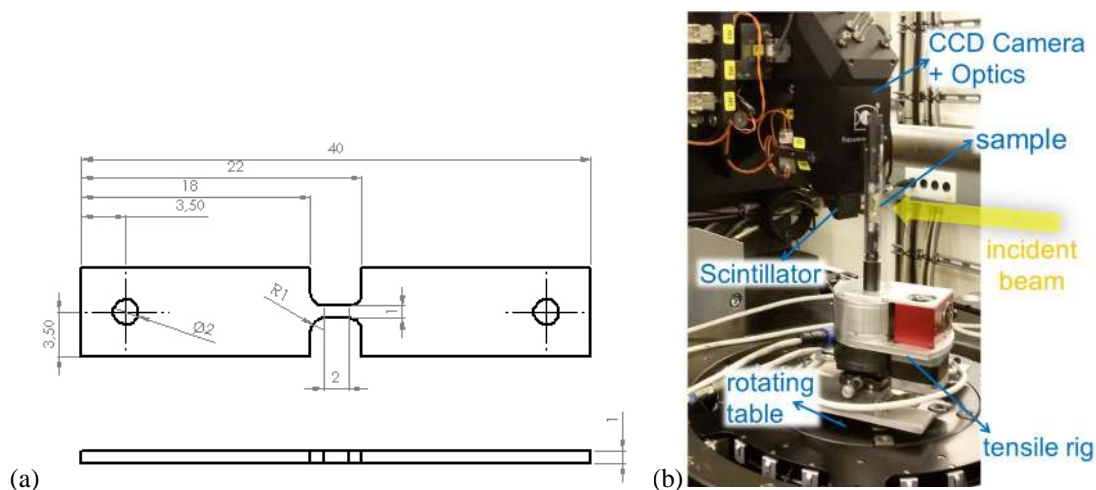 40
22
18
3,50
R1
1
Ø2
3,50
2
1
(a)
CCD Camera
+ Optics
sample
incident
beam
Scintillator
rotating
table
tensile rig
(b)